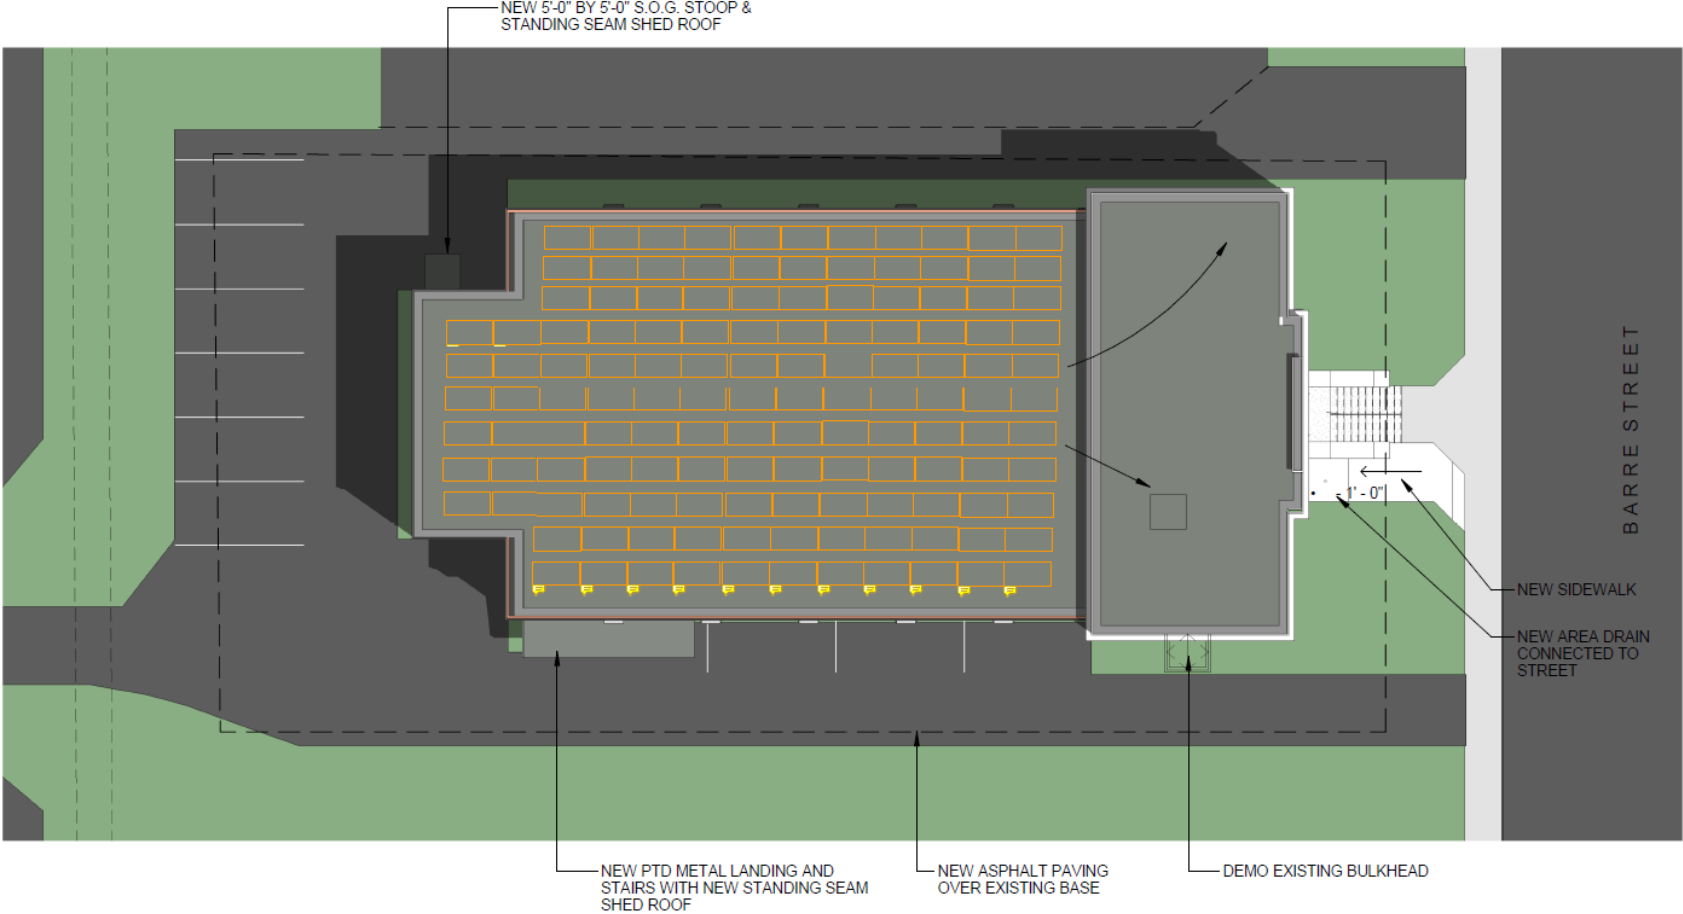 NEW 5'-0" BY 5'-0" S.O.G. STOOP &
STANDING SEAM SHED ROOF
BARRE STREET
- 1' - 0"
NEW SIDEWALK
NEW AREA DRAIN
CONNECTED TO
STREET
NEW PTD METAL LANDING AND
STAIRS WITH NEW STANDING SEAM
SHED ROOF
NEW ASPHALT PAVING
OVER EXISTING BASE
DEMO EXISTING BULKHEAD